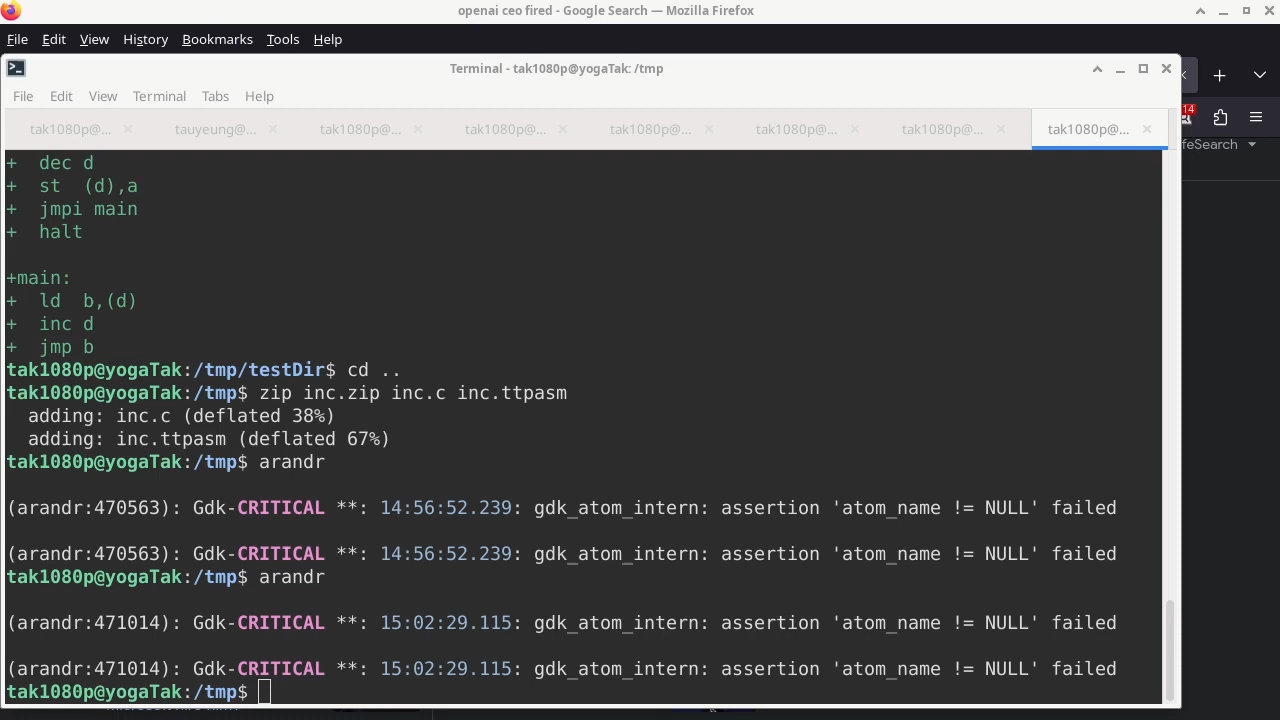 openai ceo fired - Google Search — Mozilla Firefox
File Edit View History Bookmarks Tools Help
Terminal - tak1080p@yogaTak: /tmp
File Edit View Terminal Tabs Help
14
tak1080p@... tauyeung@... tak1080p@... tak1080p@... tak1080p@... tak1080p@... tak1080p@... tak1080p@...
feSearch
+  dec d
+  st  (d),a
+  jmpi main
+  halt
+main:
+  ld  b,(d)
+  inc d
+  jmp b
tak1080p@yogaTak:/tmp/testDir$ cd ..
tak1080p@yogaTak:/tmp$ zip inc.zip inc.c inc.ttpasm
  adding: inc.c (deflated 38%)
  adding: inc.ttpasm (deflated 67%)
tak1080p@yogaTak:/tmp$ arandr
(arandr:470563): Gdk-CRITICAL **: 14:56:52.239: gdk_atom_intern: assertion 'atom_name != NULL' failed
(arandr:470563): Gdk-CRITICAL **: 14:56:52.239: gdk_atom_intern: assertion 'atom_name != NULL' failed
tak1080p@yogaTak:/tmp$ arandr
(arandr:471014): Gdk-CRITICAL **: 15:02:29.115: gdk_atom_intern: assertion 'atom_name != NULL' failed
(arandr:471014): Gdk-CRITICAL **: 15:02:29.115: gdk_atom_intern: assertion 'atom_name != NULL' failed
tak1080p@yogaTak:/tmp$